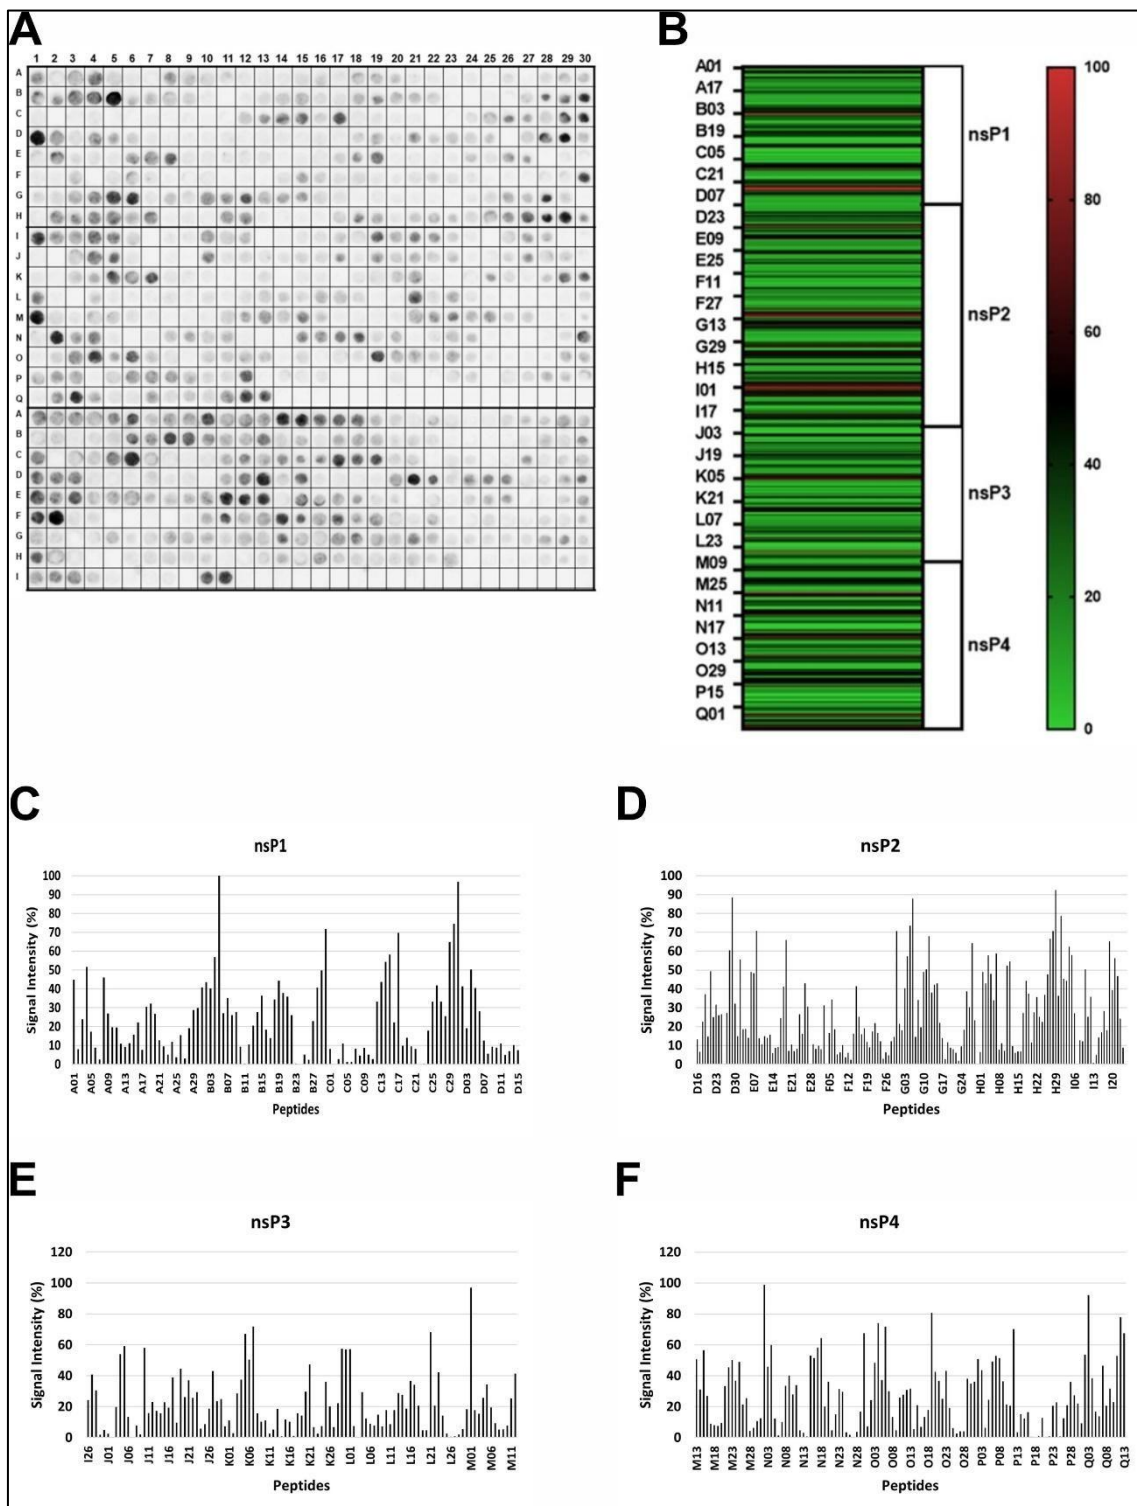 A
1 2 3 4 5 6 7 8 9 10 11 12 13 14 15 16 17 18 19 20 21 22 23 24 25 26 27 28 29 30
A
B
C
D
E
F
G
H
I
J
K
L
M
N
O
P
Q
A
B
C
D
E
F
G
H
I
B
A01
A17
B03
B19
C05
C21
D07
D23
E09
E25
F11
F27
G13
G29
H15
I01
I17
J03
J19
K05
K21
L07
L23
M09
M25
N11
N17
O13
O29
P15
Q01
nsP1
nsP2
nsP3
nsP4
100
80
60
40
20
0
C
nsP1
Signal Intensity (%)
100
90
80
70
60
50
40
30
20
10
0
A01 A05 A09 A13 A17 A21 A25 A29 B03 B07 B11 B15 B19 B23 B27 C01 C05 C09 C13 C17 C21 C25 C29 D03 D07 D11 D15
Peptides
D
nsP2
Signal Intensity (%)
100
90
80
70
60
50
40
30
20
10
0
D16 D23 D30 E07 E14 E21 E28 F05 F12 F19 F26 G03 G10 G17 G24 H01 H08 H15 H22 H29 I06 I13 I20
Peptides
E
nsP3
Signal Intensity (%)
120
100
80
60
40
20
0
I26 J01 J06 J11 J16 J21 J26 K01 K06 K11 K16 K21 K26 L01 L06 L11 L16 L21 L26 M01 M06 M11
Peptides
F
nsP4
Signal Intensity (%)
120
100
80
60
40
20
0
M13 M18 M23 M28 N03 N08 N13 N18 N23 N28 O03 O08 O13 O18 O23 O28 P03 P08 P13 P18 P23 P28 Q03 Q08 Q13
Peptides